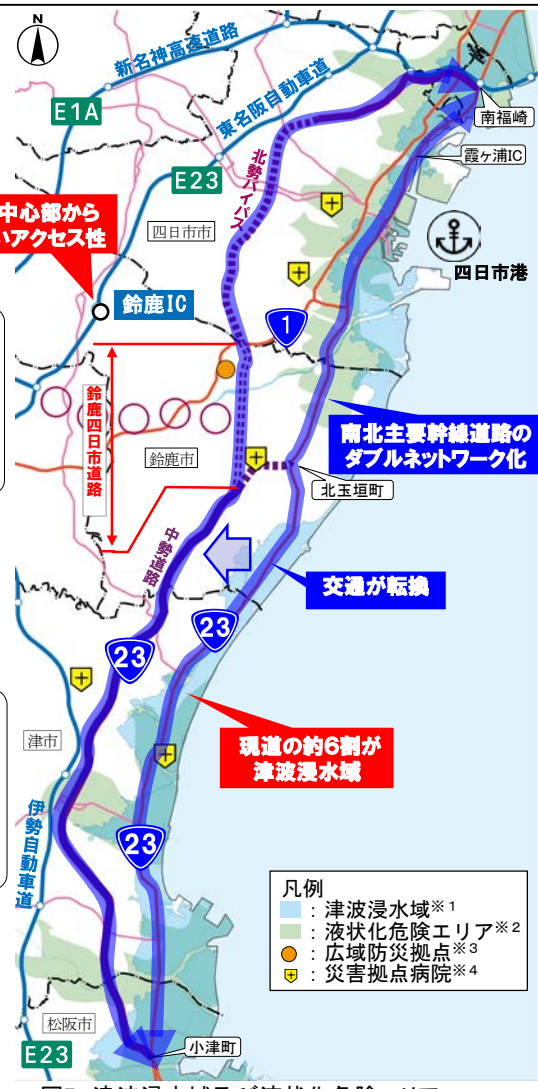 新名神高速道路
E1A
東名阪自動車道
E23
南福崎
霞ヶ浦IC
北勢バイパス
中心部から
いアクセス性
四日市市
四日市港
鈴鹿IC
1
鈴鹿四日市道路
南北主要幹線道路の
ダブルネットワーク化
鈴鹿市
北玉垣町
中勢道路
交通が転換
23
23
現道の約6割が
津波浸水域
津市
伊勢自動車道
23
凡例
：津波浸水域※1
：液状化危険エリア※2
：広域防災拠点※3
：災害拠点病院※4
松阪市
E23
小津町